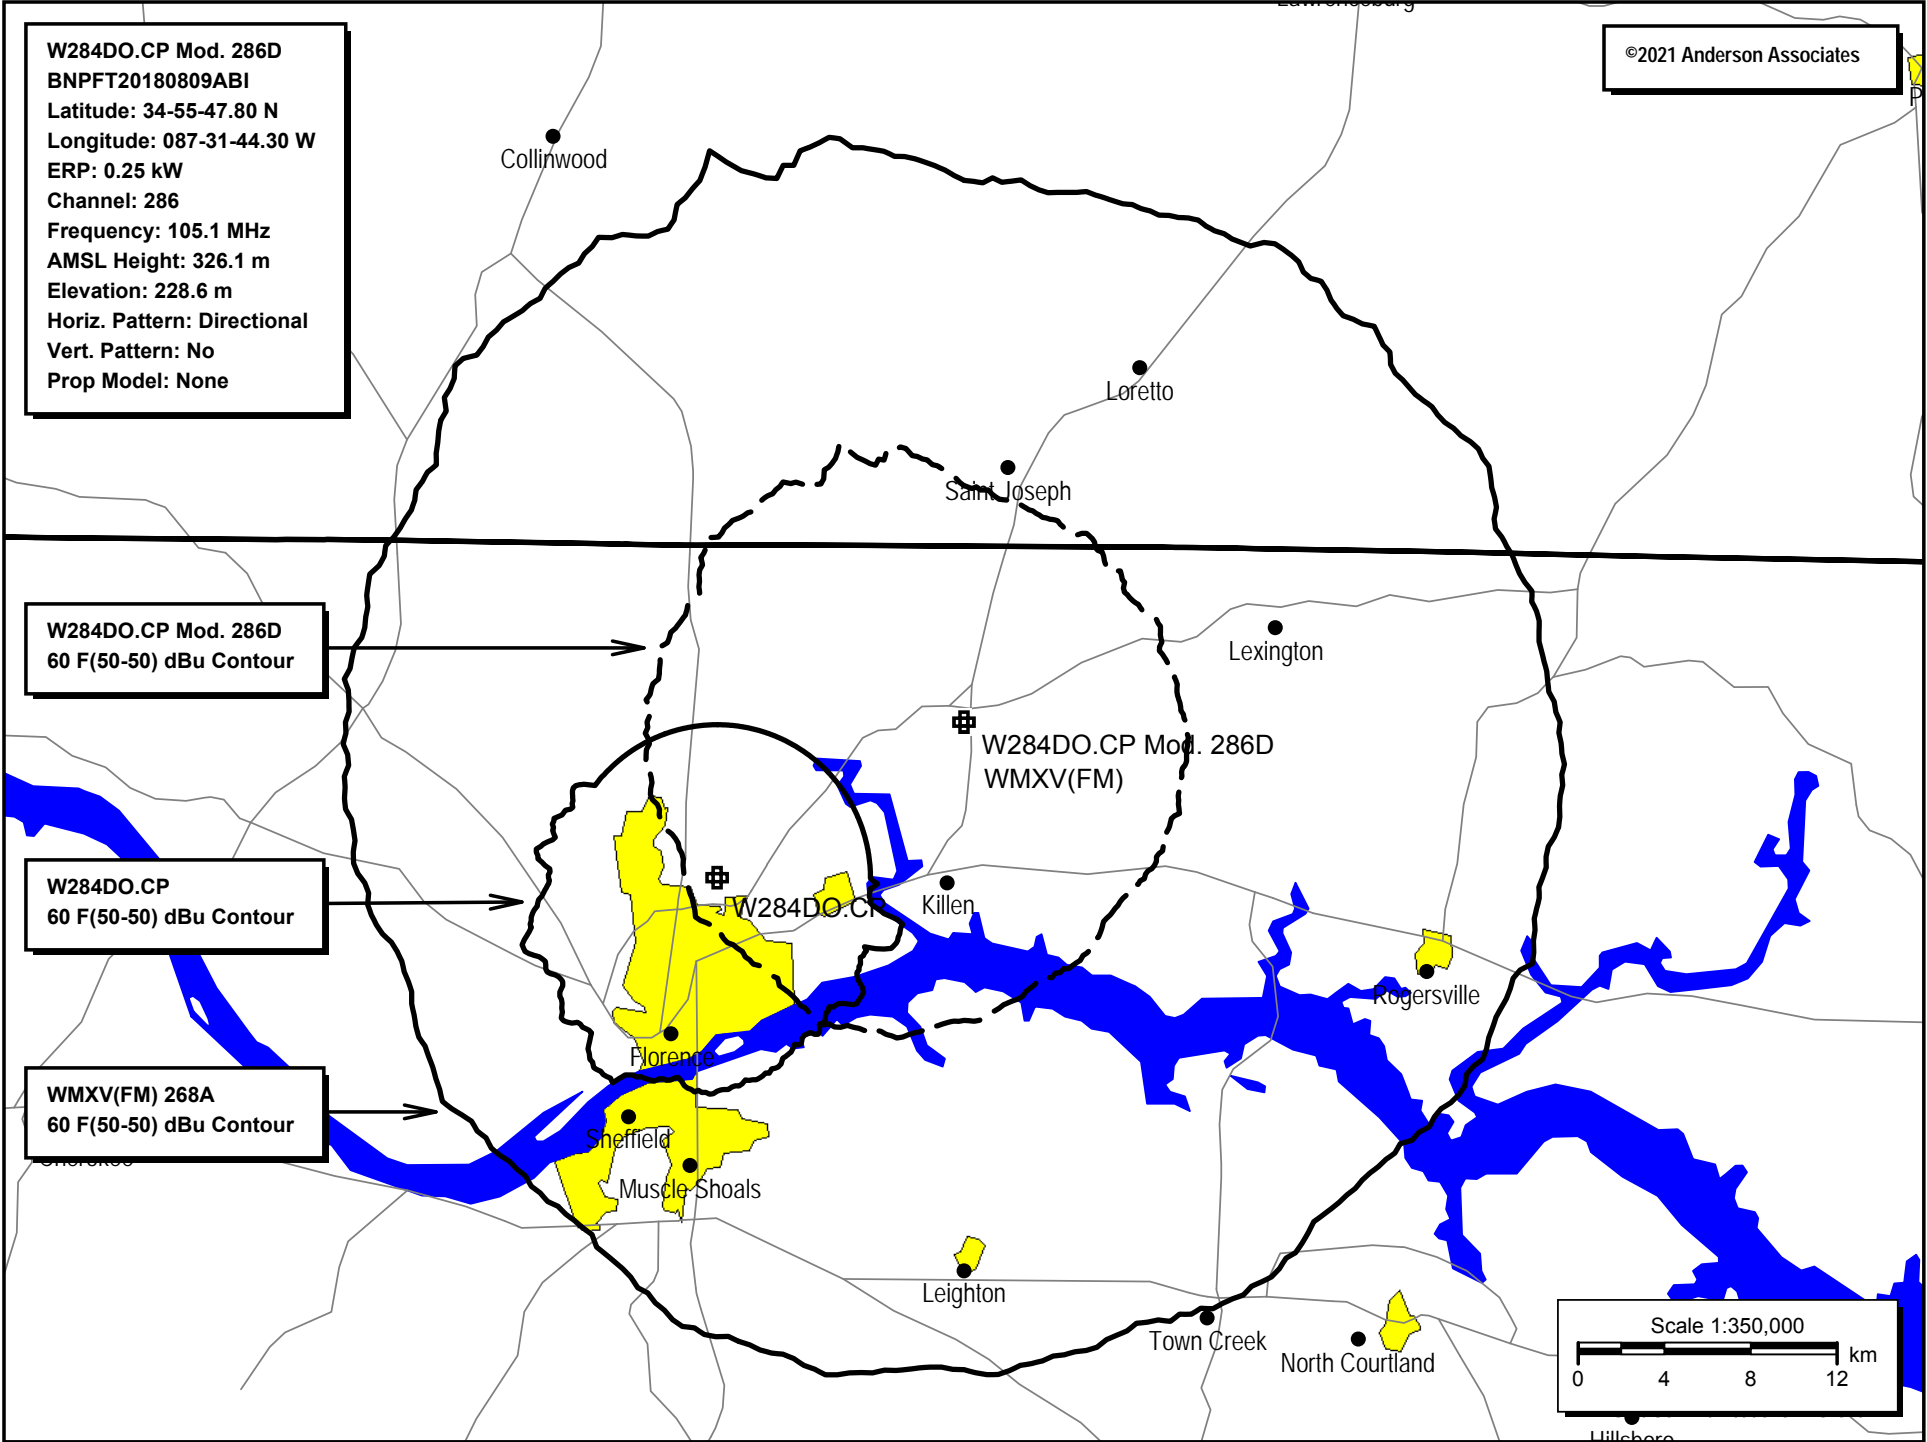 Lawrenceburg
W284DO.CP Mod. 286D
BNPFT20180809ABI
Latitude: 34-55-47.80 N
Longitude: 087-31-44.30 W
ERP: 0.25 kW
Channel: 286
Frequency: 105.1 MHz
AMSL Height: 326.1 m
Elevation: 228.6 m
Horiz. Pattern: Directional
Vert. Pattern: No
Prop Model: None
©2021 Anderson Associates
P
Collinwood
Loretto
Saint Joseph
W284DO.CP Mod. 286D
60 F(50-50) dBu Contour
Lexington
W284DO.CP Mod. 286D
WMXV(FM)
W284DO.CP
60 F(50-50) dBu Contour
W284DO.CP
Killen
Rogersville
Florence
WMXV(FM) 268A
60 F(50-50) dBu Contour
Cherokee
Sheffield
Muscle Shoals
Leighton
Town Creek
North Courtland
Scale 1:350,000
km
0 4 8 12
Hillsboro